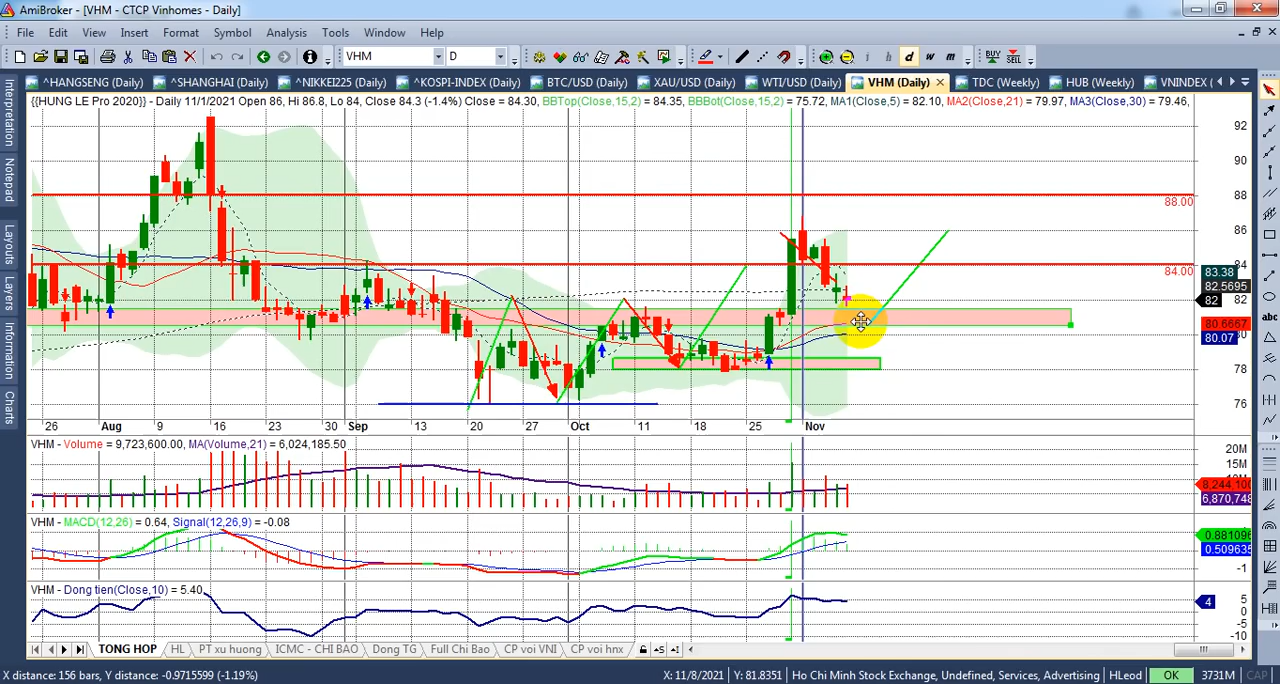 AmiBroker - [VHM - CTCP Vinhomes - Daily]
File Edit View Insert Format Symbol Analysis Tools Window Help
VHM D d w m BUY SELL
^HANGSENG (Daily) ^SHANGHAI (Daily) ^NIKKEI225 (Daily) ^KOSPI-INDEX (Daily) BTC/USD (Daily) XAU/USD (Daily) WTI/USD (Daily) VHM (Daily) TDC (Weekly) HUB (Weekly) VNINDEX
{{HUNG LE Pro 2020}} - Daily 11/1/2021 Open 86, Hi 86.8, Lo 84, Close 84.3 (-1.4%) Close = 84.30, BBTop(Close,15,2) = 84.35, BBBot(Close,15,2) = 75.72, MA1(Close,5) = 82.10, MA2(Close,21) = 79.97, MA3(Close,30) = 79.46,
Interpretation
Notepad
Layouts
Layers
Information
Charts
abc
92
90
88
88.00
86
84
84.00
83.38
82.5695
82
80.6667
80.07
78
76
26 Aug 9 16 23 30 Sep 13 20 27 Oct 11 18 25 Nov
VHM - Volume = 9,723,600.00, MA(Volume,21) = 6,024,185.50
20M
15M
8,244,100
6,870,748
VHM - MACD(12,26) = 0.64, Signal(12,26,9) = -0.08
0.881096
0.509635
-1
VHM - Dong tien(Close,10) = 5.40
5
4
0
-5
-10
TONG HOP HL PT xu huong ICMC - CHI BAO Dong TG Full Chi Bao CP voi VNI CP voi hnx
X distance: 156 bars, Y distance: -0.9715599 (-1.19%) X: 11/8/2021 Y: 81.8351 Ho Chi Minh Stock Exchange, Undefined, Services, Advertising HLeod OK 3731M CAP